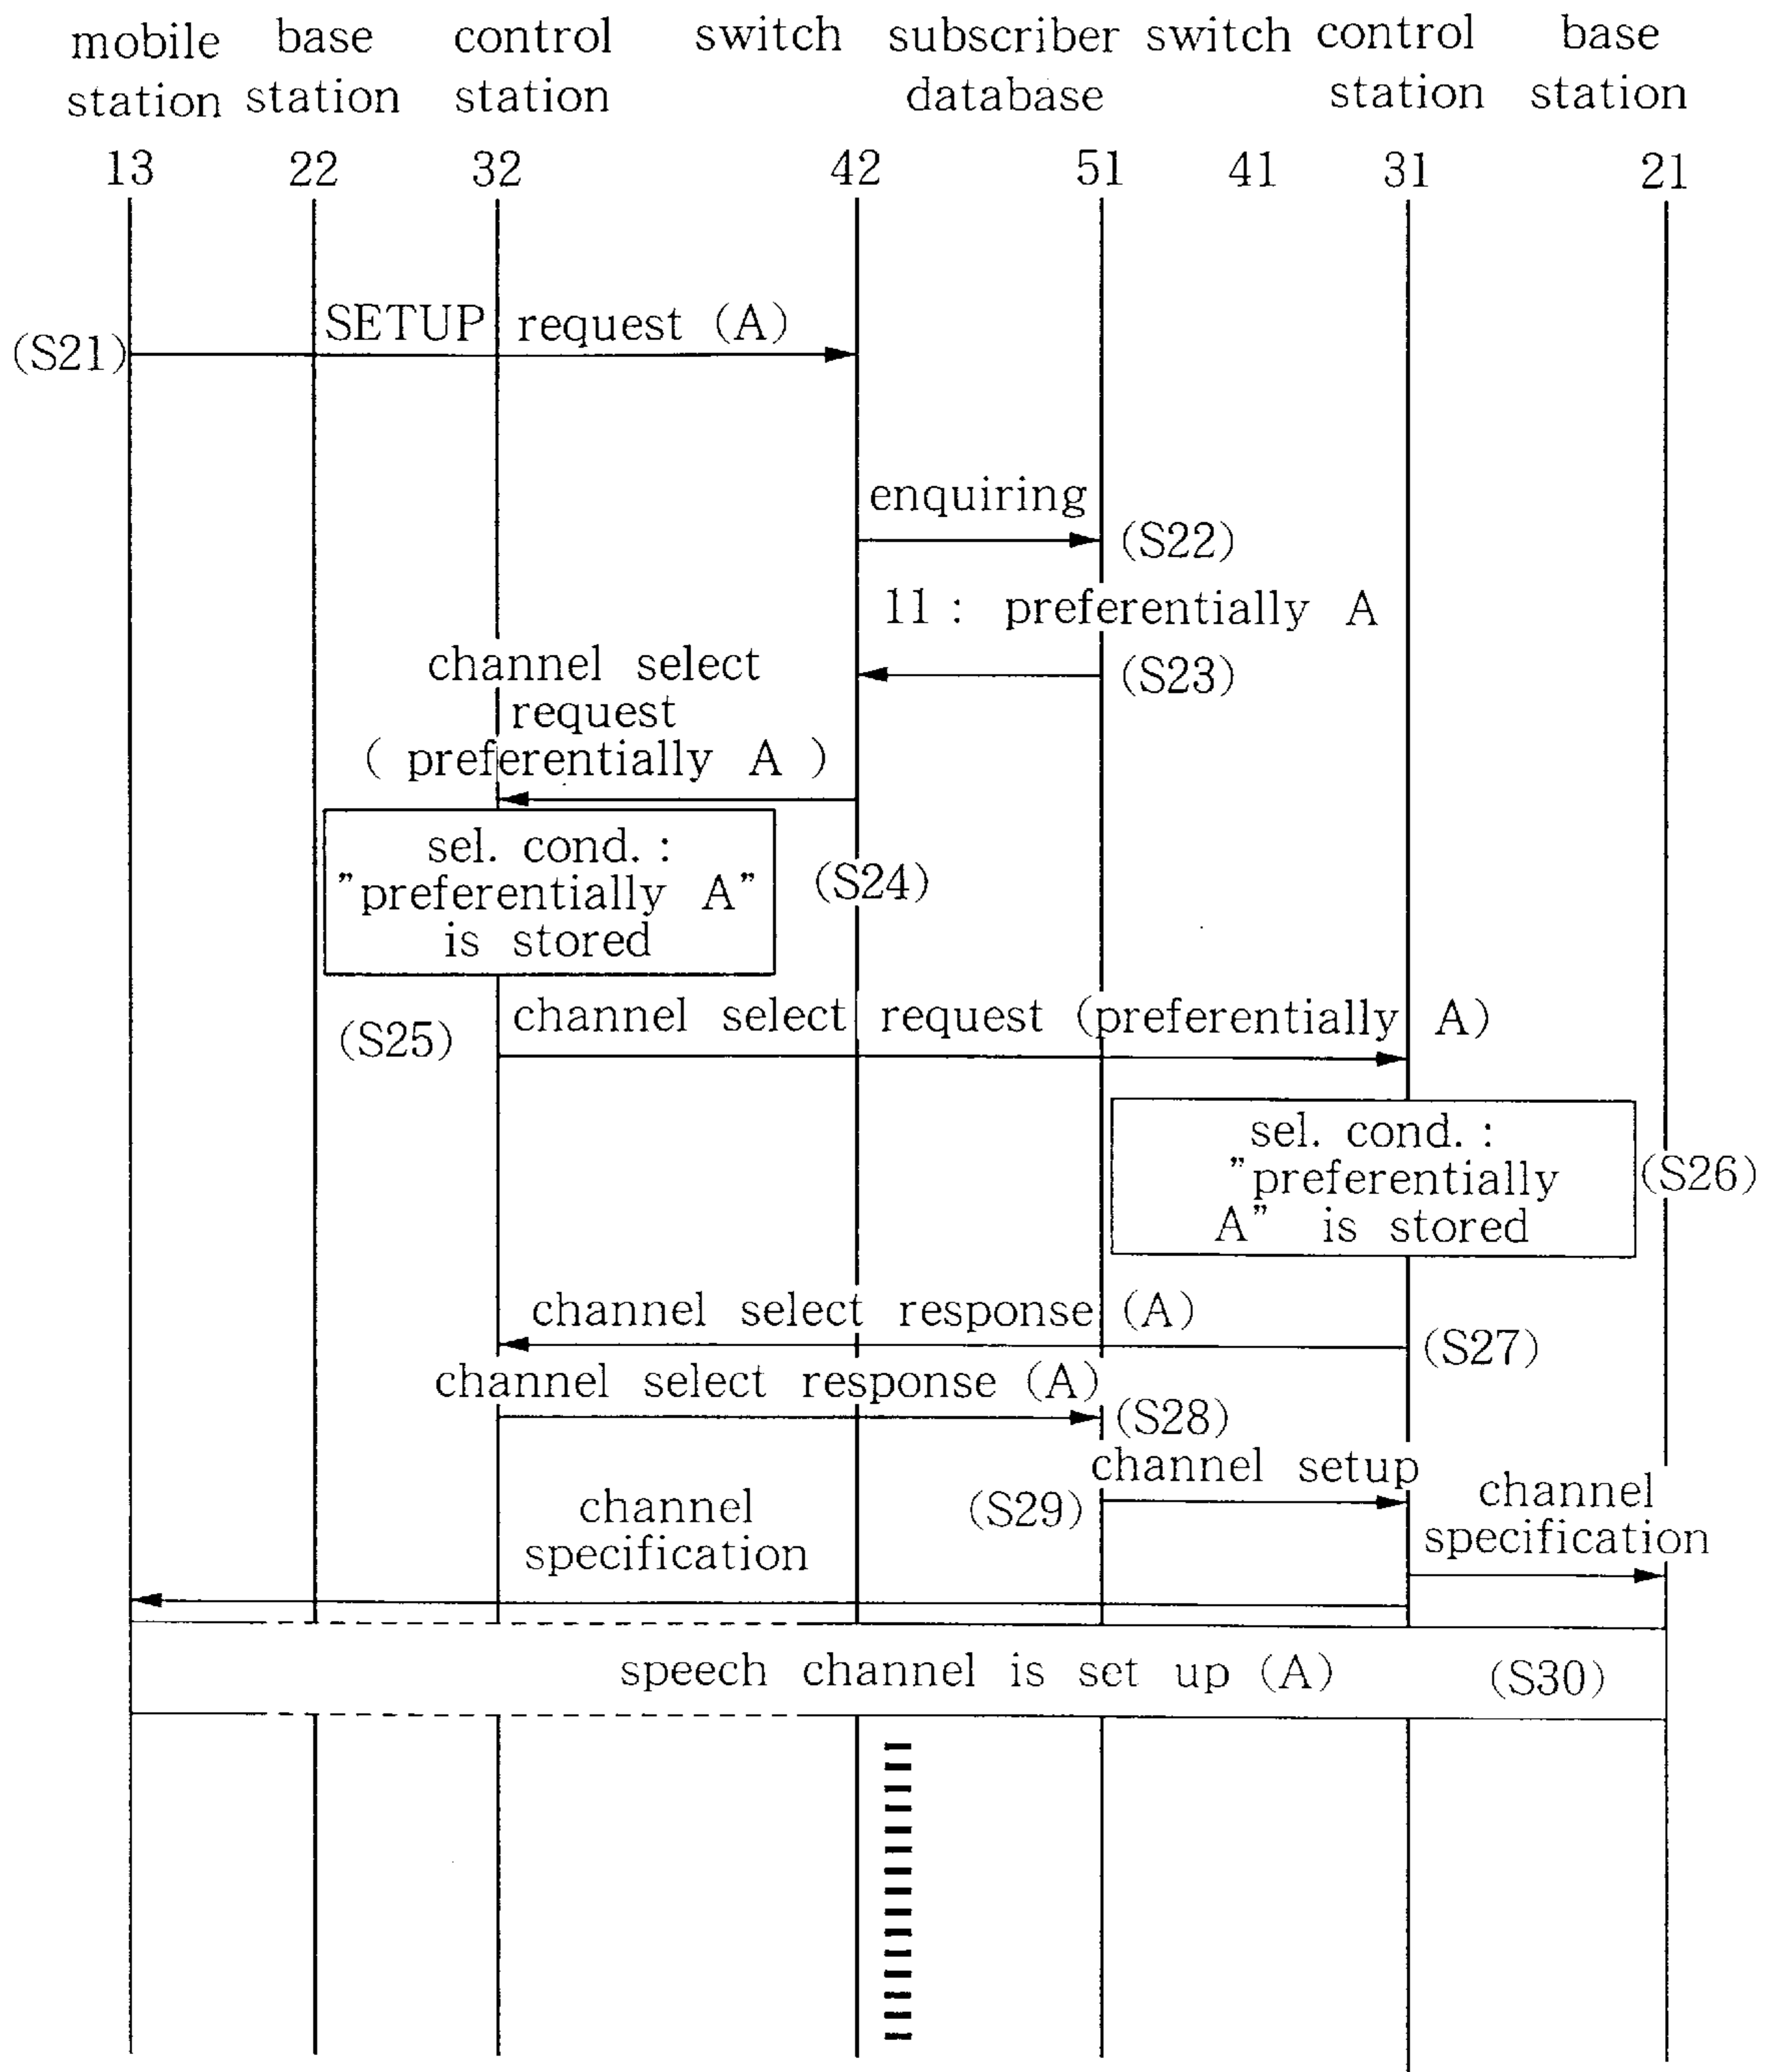 mobile base control switch subscriber switch control base
station station station database station station
13 22 32 42 51 41 31 21
SETUP request (A)
(S21)
enquiring
(S22)
11 : preferentially A
channel select
(S23)
request
( preferentially A )
sel. cond. :
"preferentially A"
(S24)
is stored
channel select request (preferentially A)
(S25)
sel. cond. :
"preferentially
(S26)
A" is stored
channel select response (A)
(S27)
channel select response (A)
(S28)
channel setup
channel
(S29)
channel
specification
specification
speech channel is set up (A)
(S30)